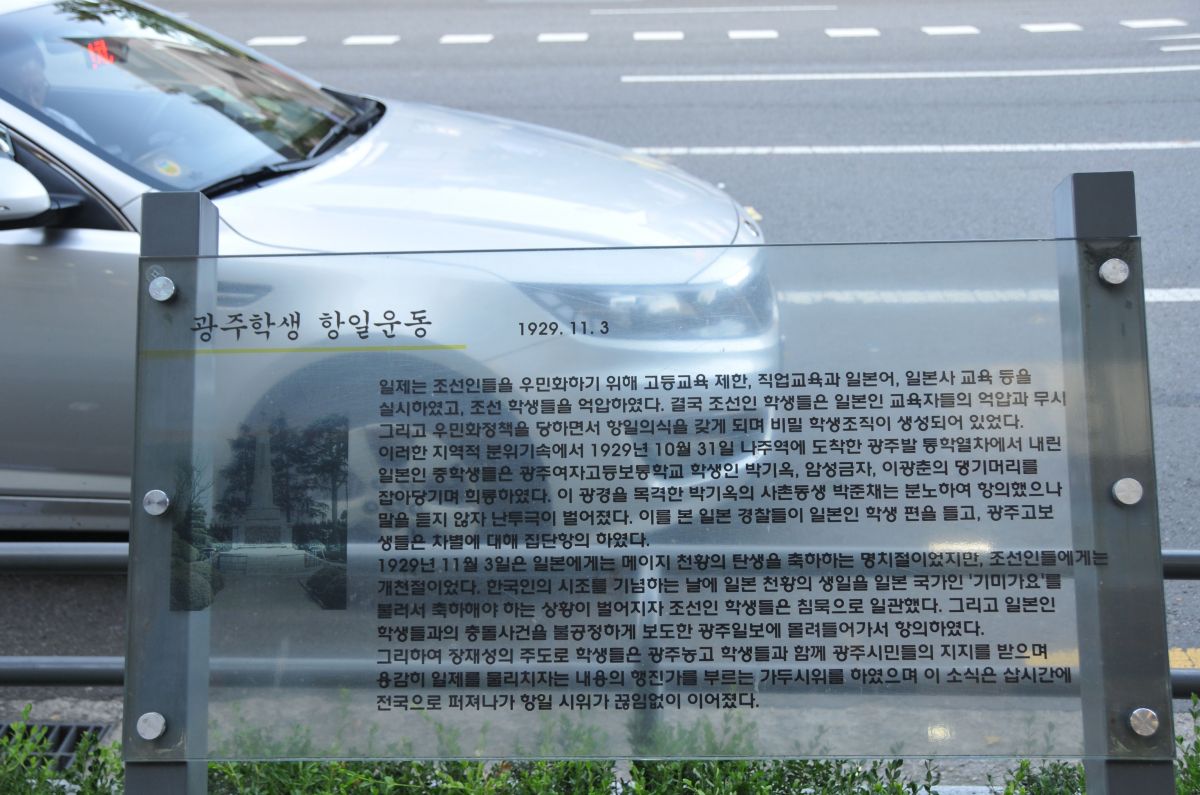 광주학생 항일운동
1929. 11. 3
일제는 조선인들을 우민화하기 위해 고등교육 제한, 직업교육과 일본어, 일본사 교육 등을
실시하였고, 조선 학생들을 억압하였다. 결국 조선인 학생들은 일본인 교육자들의 억압과 무시
그리고 우민화정책을 당하면서 항일의식을 갖게 되며 비밀 학생조직이 생성되어 있었다.
이러한 지역적 분위기속에서 1929년 10월 31일 나주역에 도착한 광주발 통학열차에서 내린
일본인 중학생들은 광주여자고등보통학교 학생인 박기옥, 암성금자, 이광춘의 댕기머리를
잡아당기며 희롱하였다. 이 광경을 목격한 박기옥의 사촌동생 박준채는 분노하여 항의했으나
말을 듣지 않자 난투극이 벌어졌다. 이를 본 일본 경찰들이 일본인 학생 편을 들고, 광주고보
생들은 차별에 대해 집단항의 하였다.
1929년 11월 3일은 일본에게는 메이지 천황의 탄생을 축하하는 명치절이었지만, 조선인들에게는
개천절이었다. 한국인의 시조를 기념하는 날에 일본 천황의 생일을 일본 국가인 '기미가요'를
불러서 축하해야 하는 상황이 벌어지자 조선인 학생들은 침묵으로 일관했다. 그리고 일본인
학생들과의 충돌사건을 불긍정하게 보도한 광주일보에 몰려들어가서 항의하였다.
그리하여 장재성의 주도로 학생들은 광주농고 학생들과 함께 광주시민들의 지지를 받으며
용감히 일제를 물리치자는 내용의 행진가를 부르는 가두시위를 하였으며 이 소식은 삽시간에
전국으로 퍼져나가 항일 시위가 끊임없이 이어졌다.